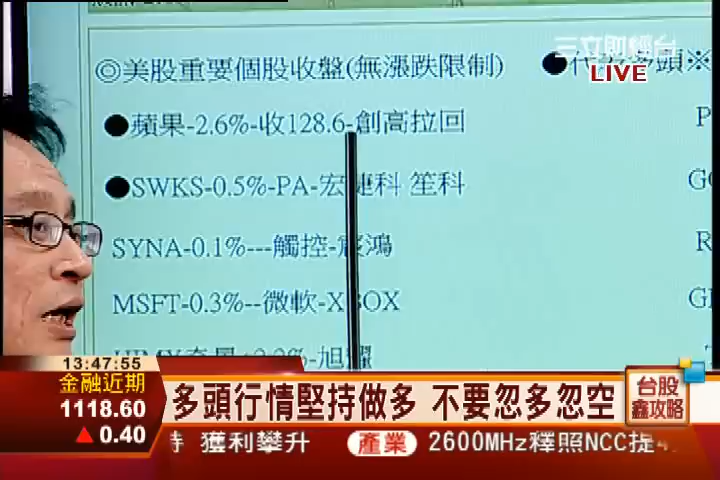 三立財經台
LIVE
◎美股重要個股收盤(無漲跌限制)
●蘋果-2.6%-收128.6-創高拉回
●SWKS-0.5%-PA-宏捷科 笙科
SYNA-0.1%---觸控-宸鴻
MSFT-0.3%--微軟-XBOX
13:47:55
金融近期
1118.60
▲0.40
多頭行情堅持做多 不要忽多忽空
台股
鑫攻略
獲利攀升 產業 2600MHz釋照NCC提